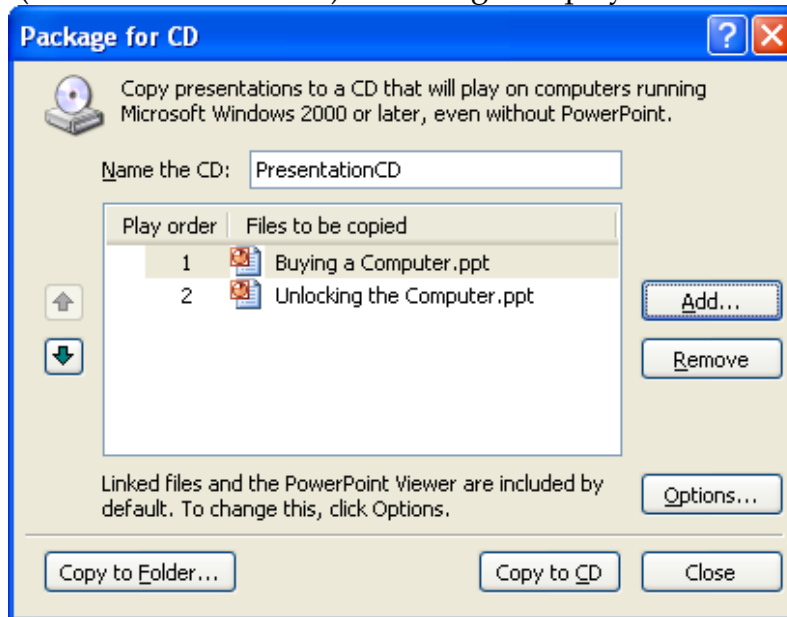 Package for CD
Copy presentations to a CD that will play on computers running
Microsoft Windows 2000 or later, even without PowerPoint.
Name the CD: PresentationCD
Play order Files to be copied
1 Buying a Computer.ppt
2 Unlocking the Computer.ppt
Add...
Remove
Linked files and the PowerPoint Viewer are included by
default. To change this, click Options.
Options...
Copy to Folder... Copy to CD Close